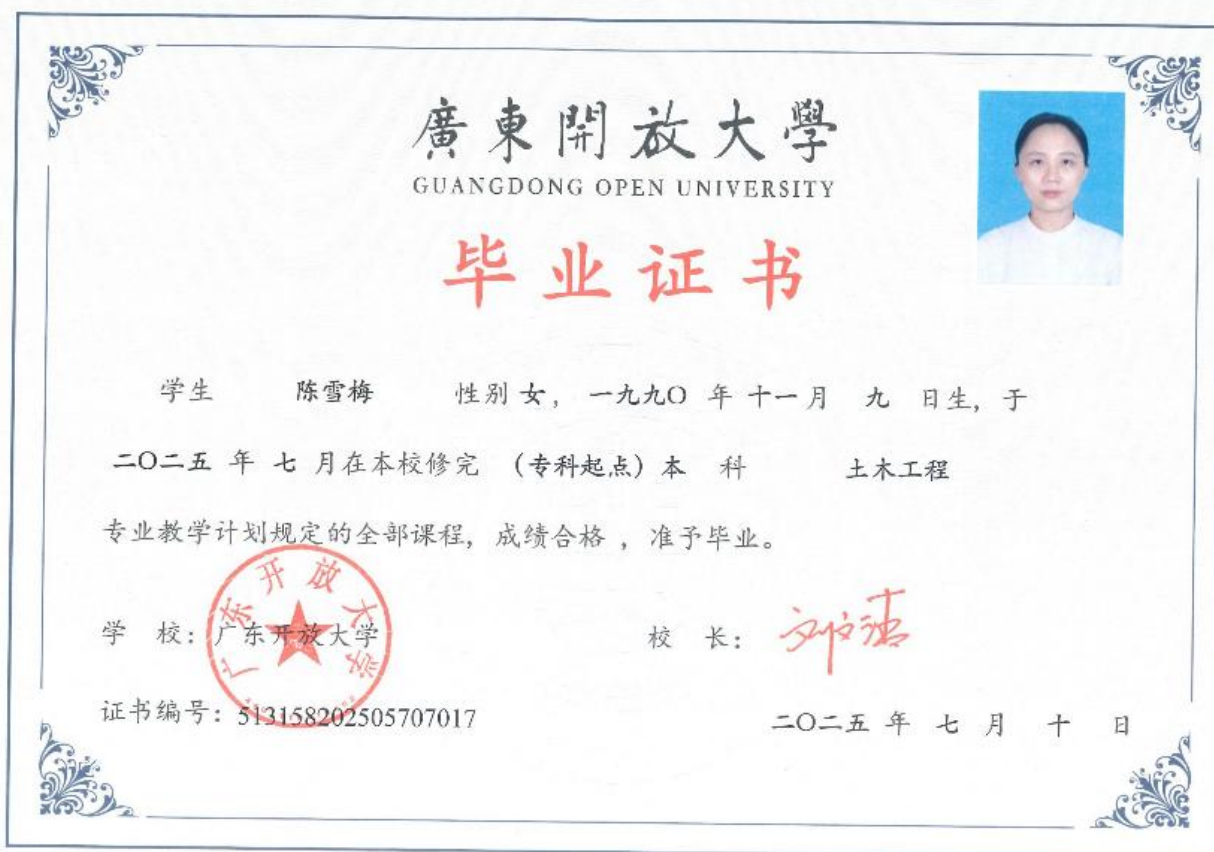 廣東開放大學
GUANGDONG OPEN UNIVERSITY
毕业证书
学生 陈雪梅 性别 女， 一九九〇 年 十一 月 九 日生， 于
二〇二五 年 七 月在本校修完 （专科起点）本 科 土木工程
专业教学计划规定的全部课程， 成绩合格 ， 准予毕业。
广东开放大学
学 校：广东开放大学 校 长：
证书编号：513158202505707017 二〇二五 年 七 月 十 日